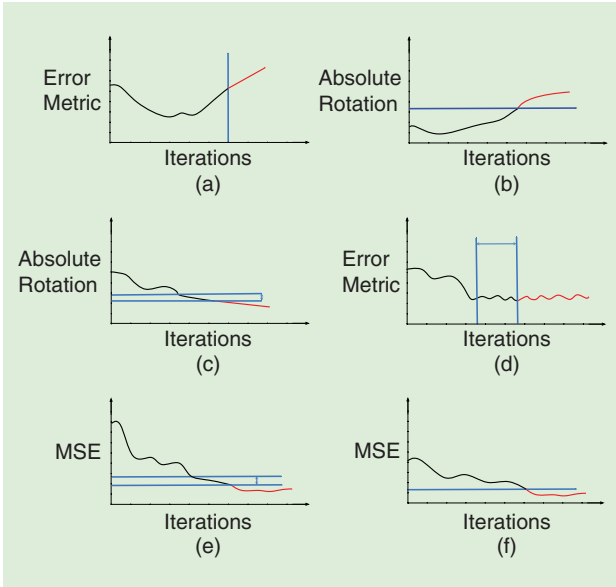 Error
Metric
Iterations
(a)
Absolute
Rotation
Iterations
(b)
Absolute
Rotation
Iterations
(c)
Error
Metric
Iterations
(d)
MSE
Iterations
(e)
MSE
Iterations
(f)